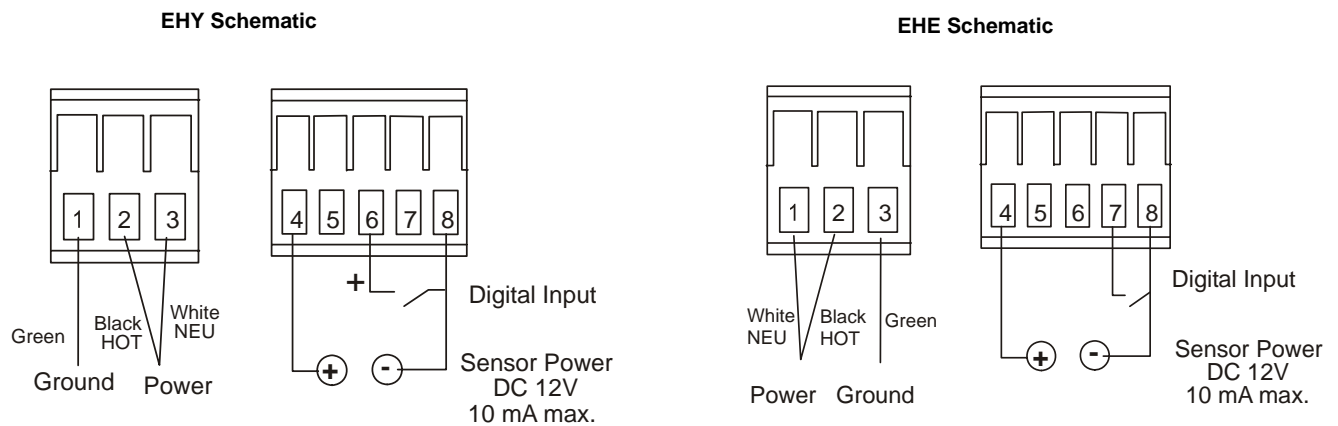 EHY Schematic
1 2 3
4 5 6 7 8
+
Digital Input
Green
Black
HOT
White
NEU
Ground Power
+ -
Sensor Power
DC 12V
10 mA max.
EHE Schematic
1 2 3
4 5 6 7 8
Digital Input
White
NEU
Black
HOT
Green
Power Ground
+ -
Sensor Power
DC 12V
10 mA max.